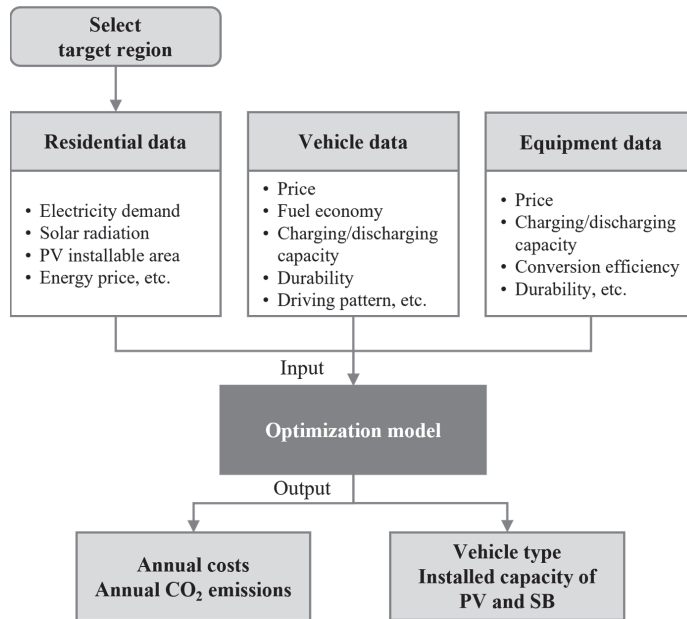 Select
target region
Residential data
• Electricity demand
• Solar radiation
• PV installable area
• Energy price, etc.
Vehicle data
• Price
• Fuel economy
• Charging/discharging
capacity
• Durability
• Driving pattern, etc.
Equipment data
• Price
• Charging/discharging
capacity
• Conversion efficiency
• Durability, etc.
Input
Optimization model
Output
Annual costs
Annual CO₂ emissions
Vehicle type
Installed capacity of
PV and SB